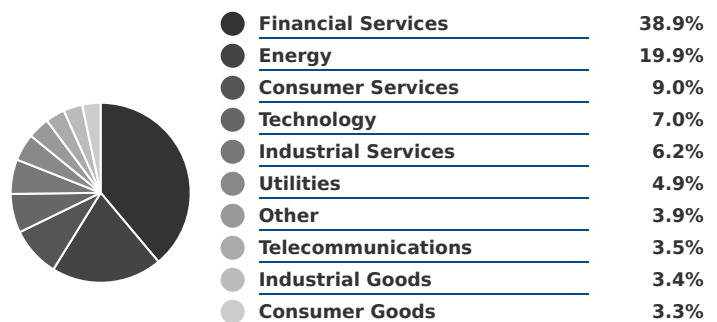 Financial Services 38.9%
Energy 19.9%
Consumer Services 9.0%
Technology 7.0%
Industrial Services 6.2%
Utilities 4.9%
Other 3.9%
Telecommunications 3.5%
Industrial Goods 3.4%
Consumer Goods 3.3%